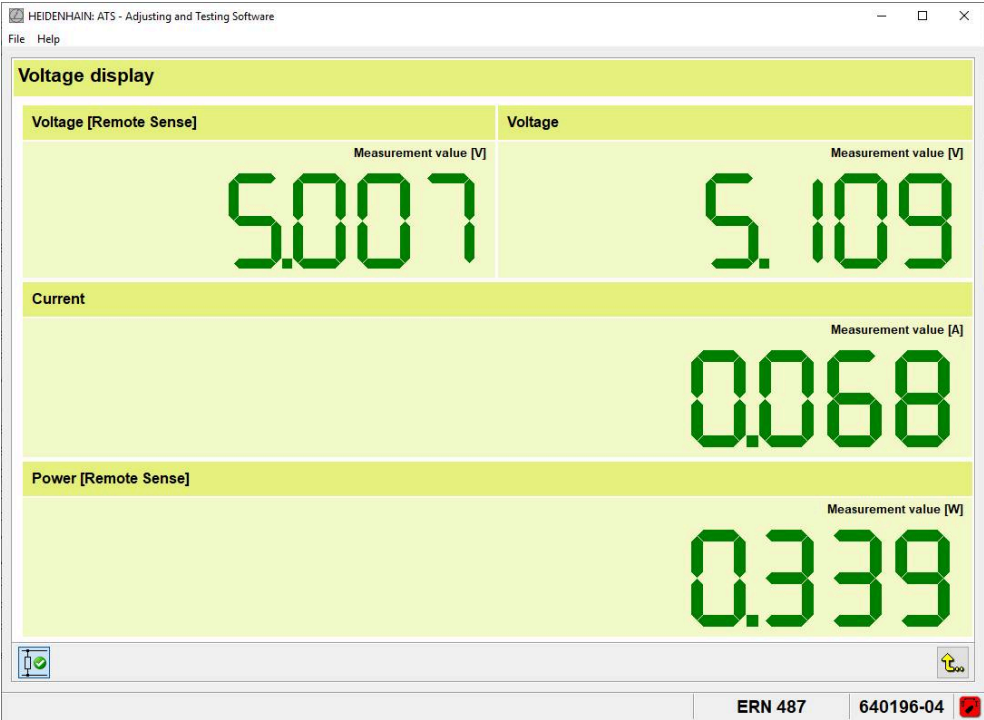 HEIDENHAIN: ATS - Adjusting and Testing Software
File Help
Voltage display
Voltage [Remote Sense] Voltage
Measurement value [V] Measurement value [V]
5.007 5.109
Current
Measurement value [A]
0.068
Power [Remote Sense]
Measurement value [W]
0.339
ERN 487 640196-04